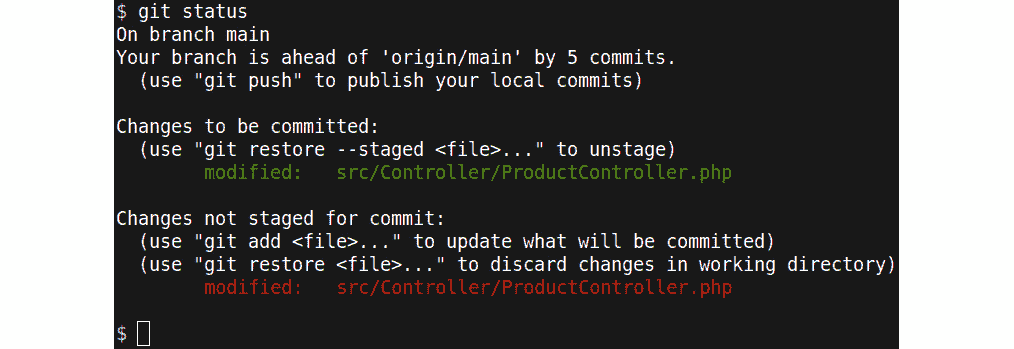 $ git status
On branch main
Your branch is ahead of 'origin/main' by 5 commits.
  (use "git push" to publish your local commits)

Changes to be committed:
  (use "git restore --staged <file>..." to unstage)
        modified:   src/Controller/ProductController.php

Changes not staged for commit:
  (use "git add <file>..." to update what will be committed)
  (use "git restore <file>..." to discard changes in working directory)
        modified:   src/Controller/ProductController.php

$